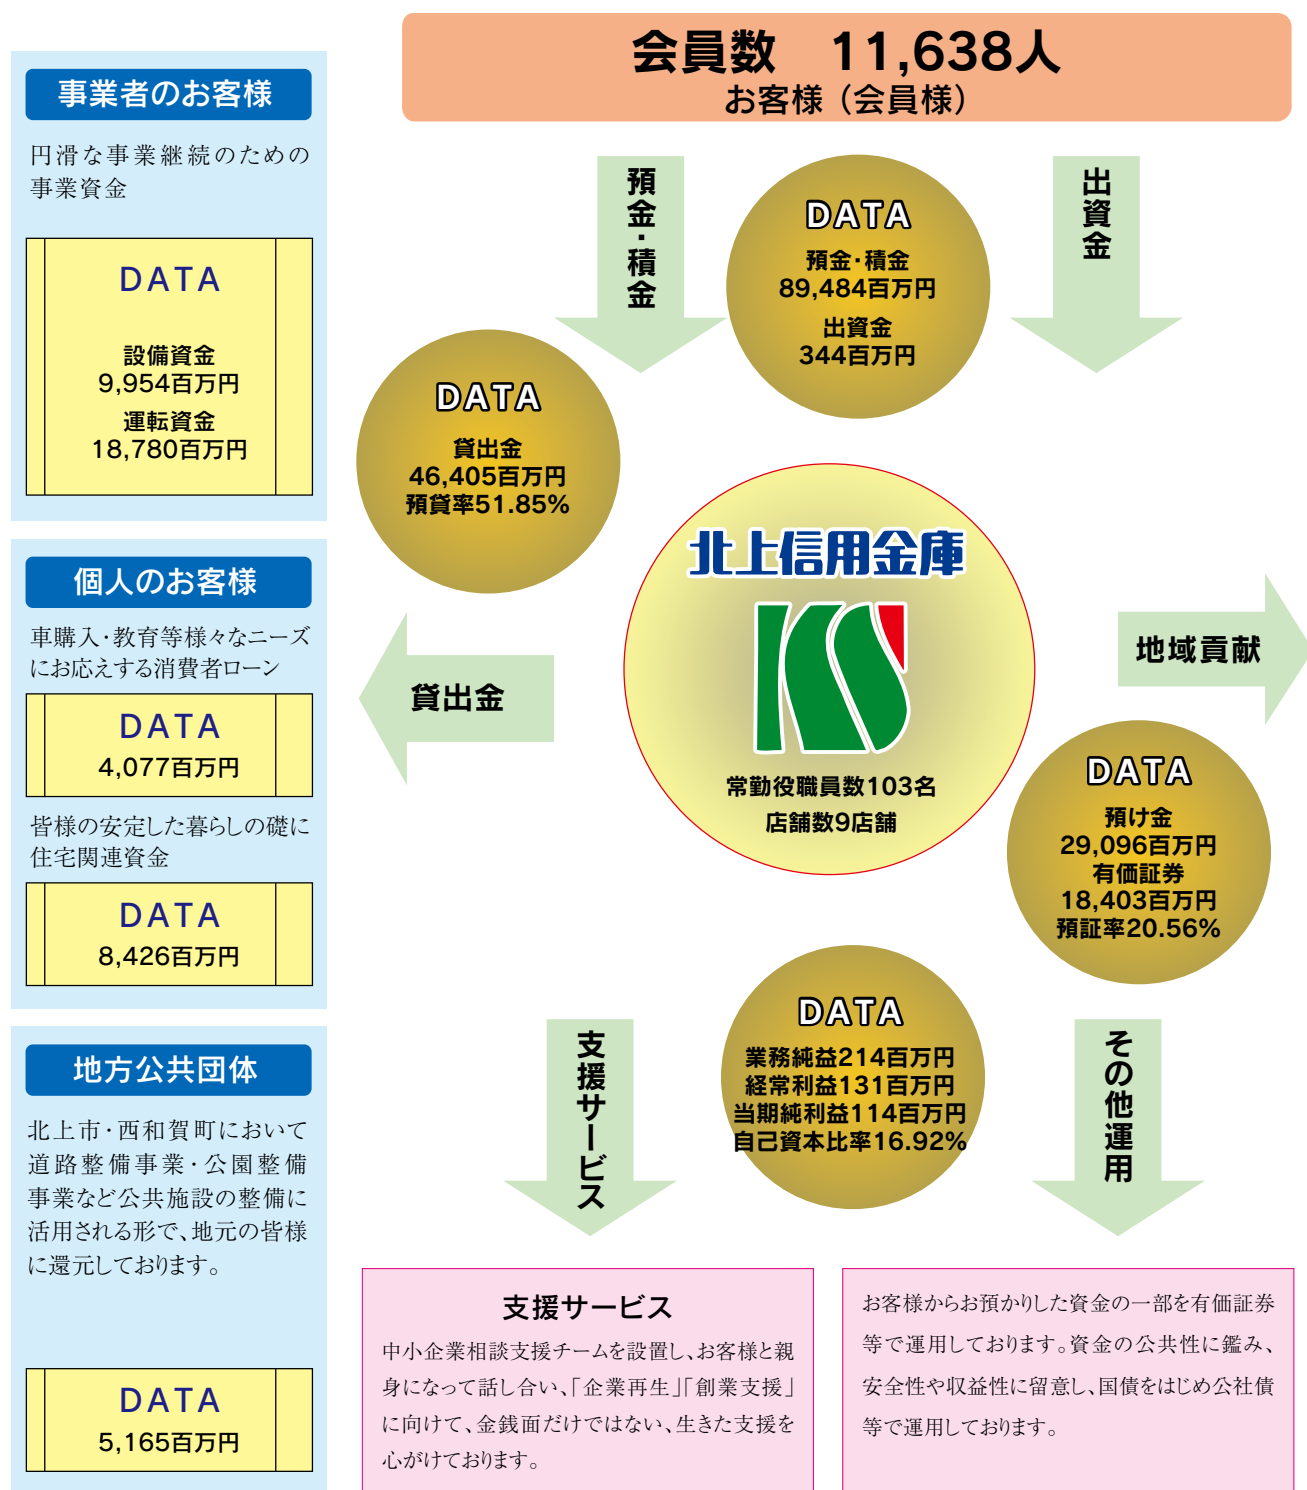 会員数　11,638人
お客様（会員様）
事業者のお客様
円滑な事業継続のための
事業資金
DATA
設備資金
9,954百万円
運転資金
18,780百万円
個人のお客様
車購入・教育等様々なニーズ
にお応えする消費者ローン
DATA
4,077百万円
皆様の安定した暮らしの礎に
住宅関連資金
DATA
8,426百万円
地方公共団体
北上市・西和賀町において
道路整備事業・公園整備
事業など公共施設の整備に
活用される形で、地元の皆様
に還元しております。
DATA
5,165百万円
預金・積金
DATA
預金・積金
89,484百万円
出資金
344百万円
出資金
DATA
貸出金
46,405百万円
預貸率51.85%
貸出金
北上信用金庫
常勤役職員数103名
店舗数9店舗
地域貢献
DATA
預け金
29,096百万円
有価証券
18,403百万円
預証率20.56%
支援サービス
DATA
業務純益214百万円
経常利益131百万円
当期純利益114百万円
自己資本比率16.92%
その他運用
支援サービス
中小企業相談支援チームを設置し、お客様と親
身になって話し合い、「企業再生」「創業支援」
に向けて、金銭面だけではない、生きた支援を
心がけております。
お客様からお預かりした資金の一部を有価証券
等で運用しております。資金の公共性に鑑み、
安全性や収益性に留意し、国債をはじめ公社債
等で運用しております。